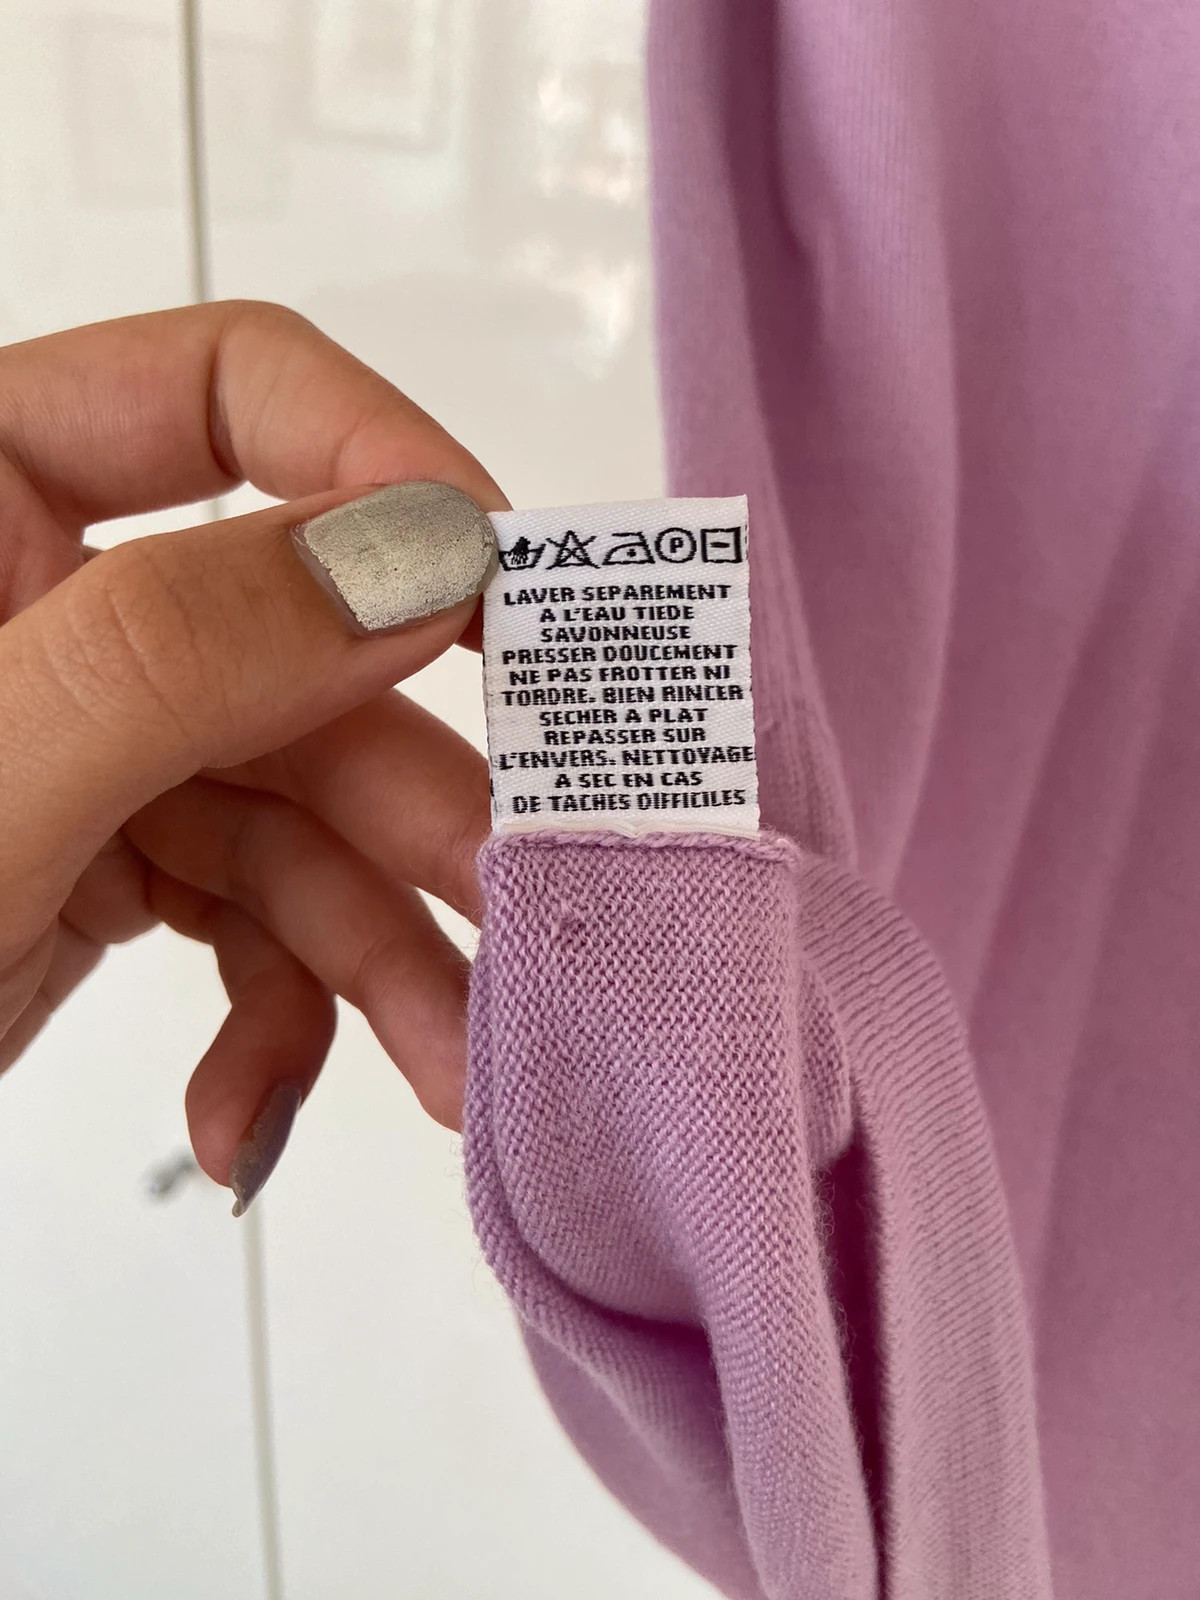 P
LAVER SEPAREMENT
A L'EAU TIEDE
SAVONNEUSE
PRESSER DOUCEMENT
NE PAS FROTTER NI
TORDRE. BIEN RINCER
SECHER A PLAT
REPASSER SUR
L'ENVERS. NETTOYAGE
A SEC EN CAS
DE TACHES DIFFICILES